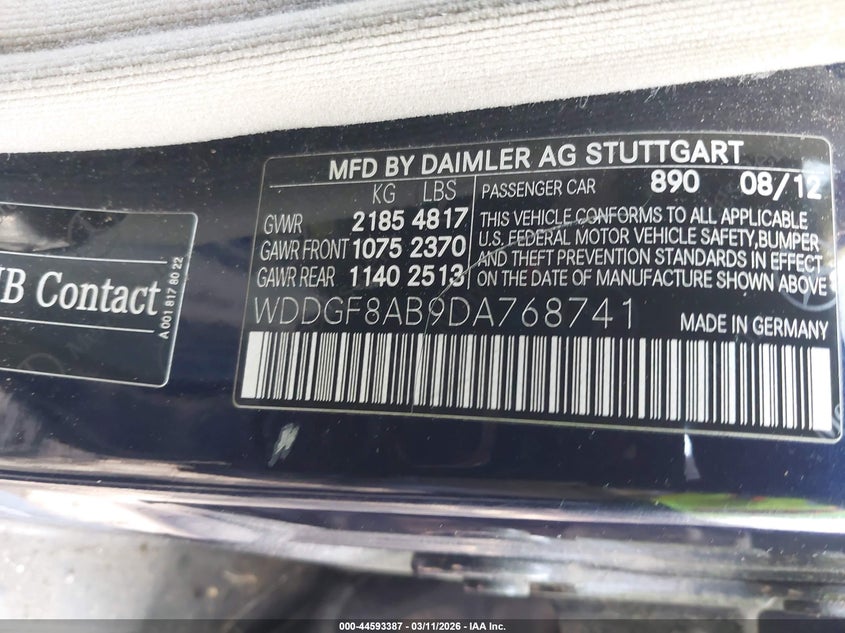 MFD BY DAIMLER AG STUTTGART
KG LBS
GVWR 2185 4817
GAWR FRONT 1075 2370
GAWR REAR 1140 2513
PASSENGER CAR 890 08/12
THIS VEHICLE CONFORMS TO ALL APPLICABLE
U.S. FEDERAL MOTOR VEHICLE SAFETY,BUMPER
AND THEFT PREVENTION STANDARDS IN EFFECT
ON THE DATE OF MANUFACTURE SHOWN ABOVE
WDDGF8AB9DA768741 MADE IN GERMANY
Contact
A 001 817 80 22
000-44593387 - 03/11/2026 - IAA Inc.